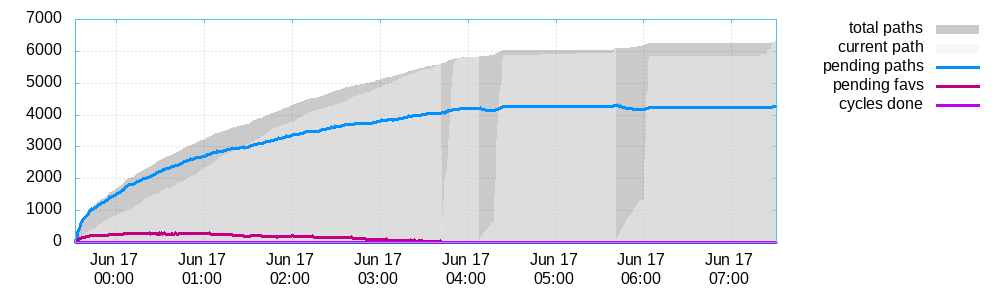 7000
6000
5000
4000
3000
2000
1000
0
Jun 17
00:00
Jun 17
01:00
Jun 17
02:00
Jun 17
03:00
Jun 17
04:00
Jun 17
05:00
Jun 17
06:00
Jun 17
07:00
total paths
current path
pending paths
pending favs
cycles done